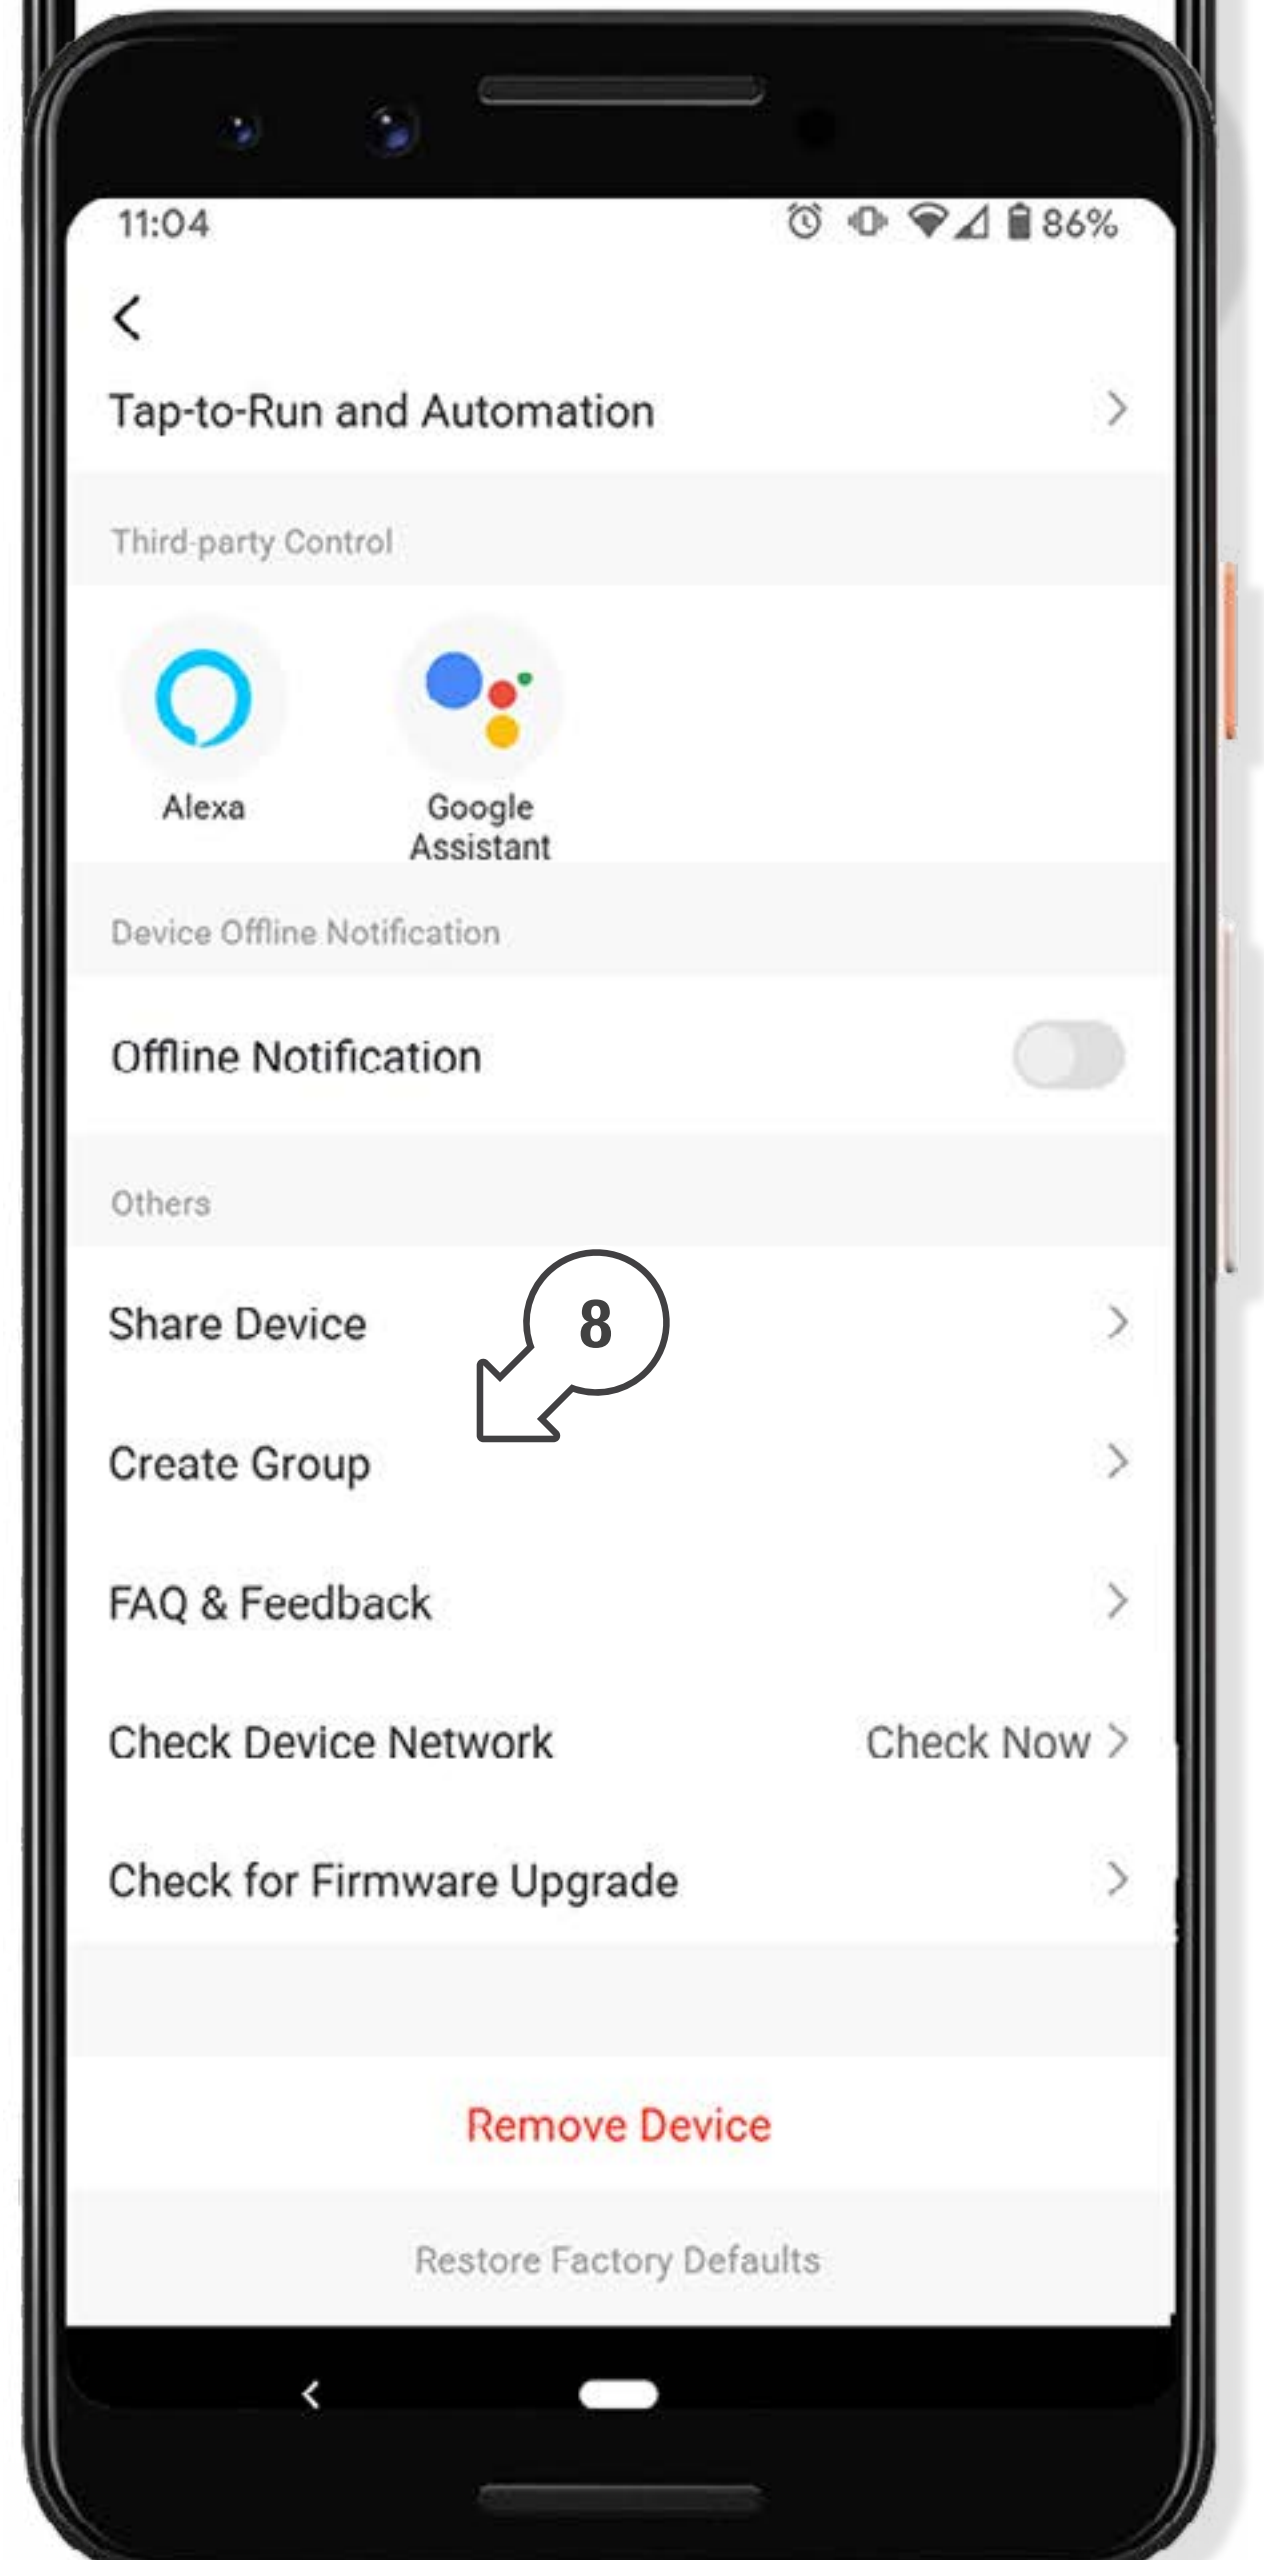 11:04 86%
Tap-to-Run and Automation
Third-party Control
Alexa
Google
Assistant
Device Offline Notification
Offline Notification
Others
Share Device
8
Create Group
FAQ & Feedback
Check Device Network Check Now
Check for Firmware Upgrade
Remove Device
Restore Factory Defaults